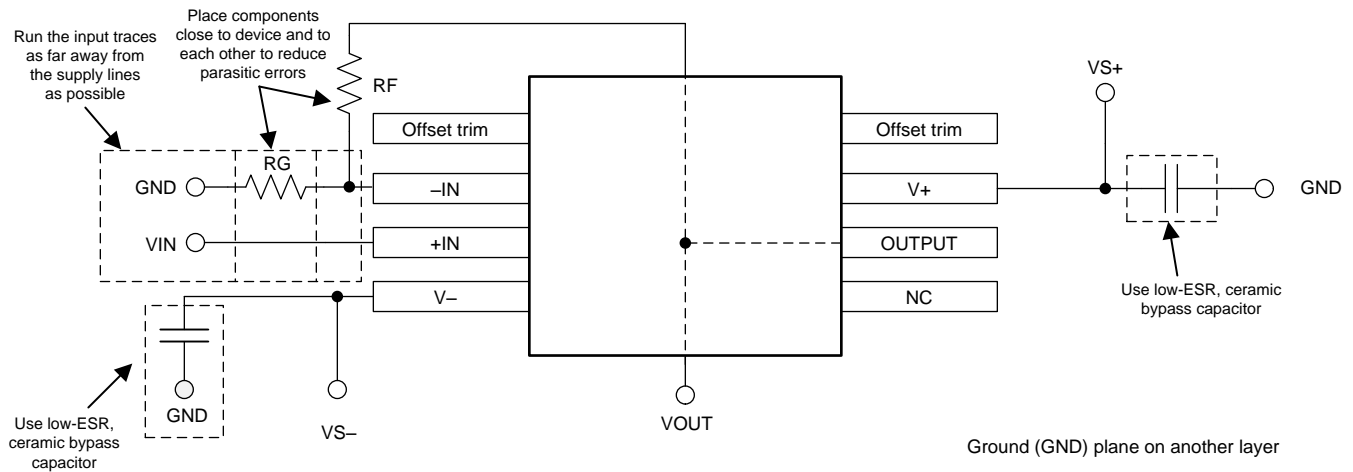 Run the input traces
as far away from
the supply lines
as possible
Place components
close to device and to
each other to reduce
parasitic errors
RF
RG
GND
VIN
Offset trim
–IN
+IN
V–
Offset trim
V+
OUTPUT
NC
VS+
GND
Use low-ESR, ceramic
bypass capacitor
GND
Use low-ESR,
ceramic bypass
capacitor
VS–
VOUT
Ground (GND) plane on another layer